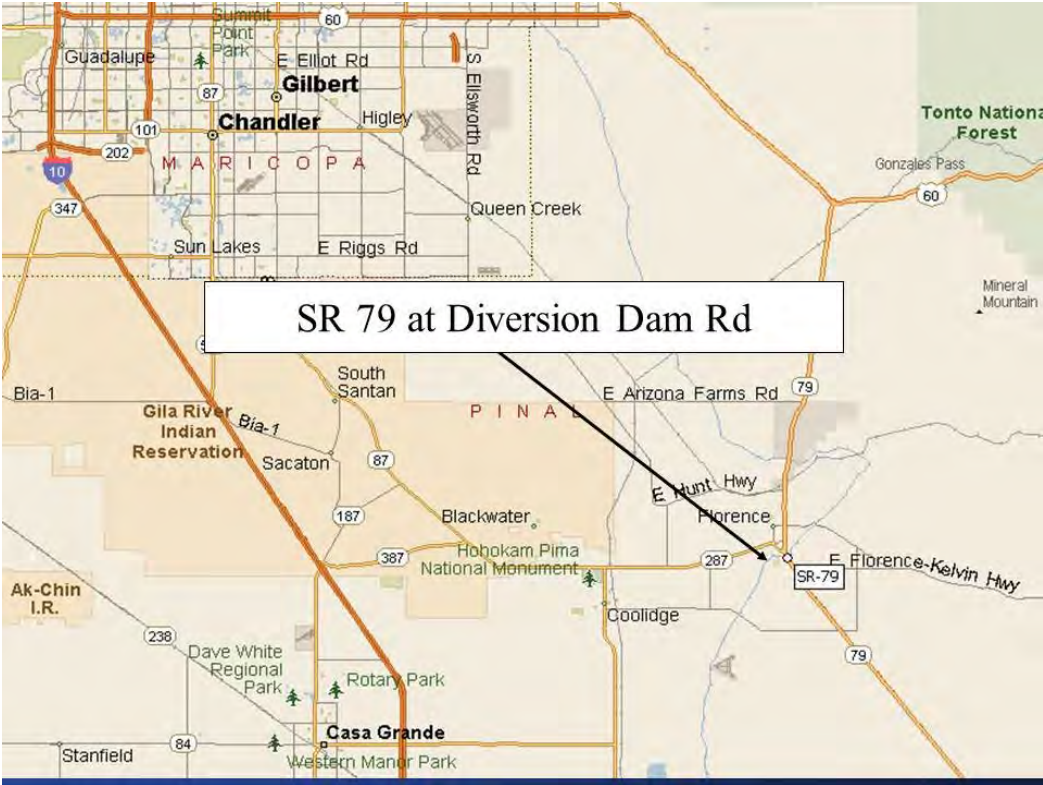 Summit
Point
Park
60
Guadalupe
E Elliot Rd
87
Gilbert
S Ellsworth Rd
101
Chandler
Higley
Tonto Nationa
Forest
202
MARICOPA
Gonzales Pass
10
60
347
Queen Creek
Sun Lakes
E Riggs Rd
Mineral
Mountain
SR 79 at Diversion Dam Rd
South
Santan
Bia-1
E Arizona Farms Rd
79
Gila River
Indian
Reservation
Bia-1
PINAL
Sacaton
87
E Hunt Hwy
187
Blackwater
Florence
387
Hohokam Pima
National Monument
287
E Florence-Kelvin Hwy
SR-79
Ak-Chin
I.R.
Coolidge
238
79
Dave White
Regional
Park
Rotary Park
Casa Grande
Stanfield
84
Western Manor Park